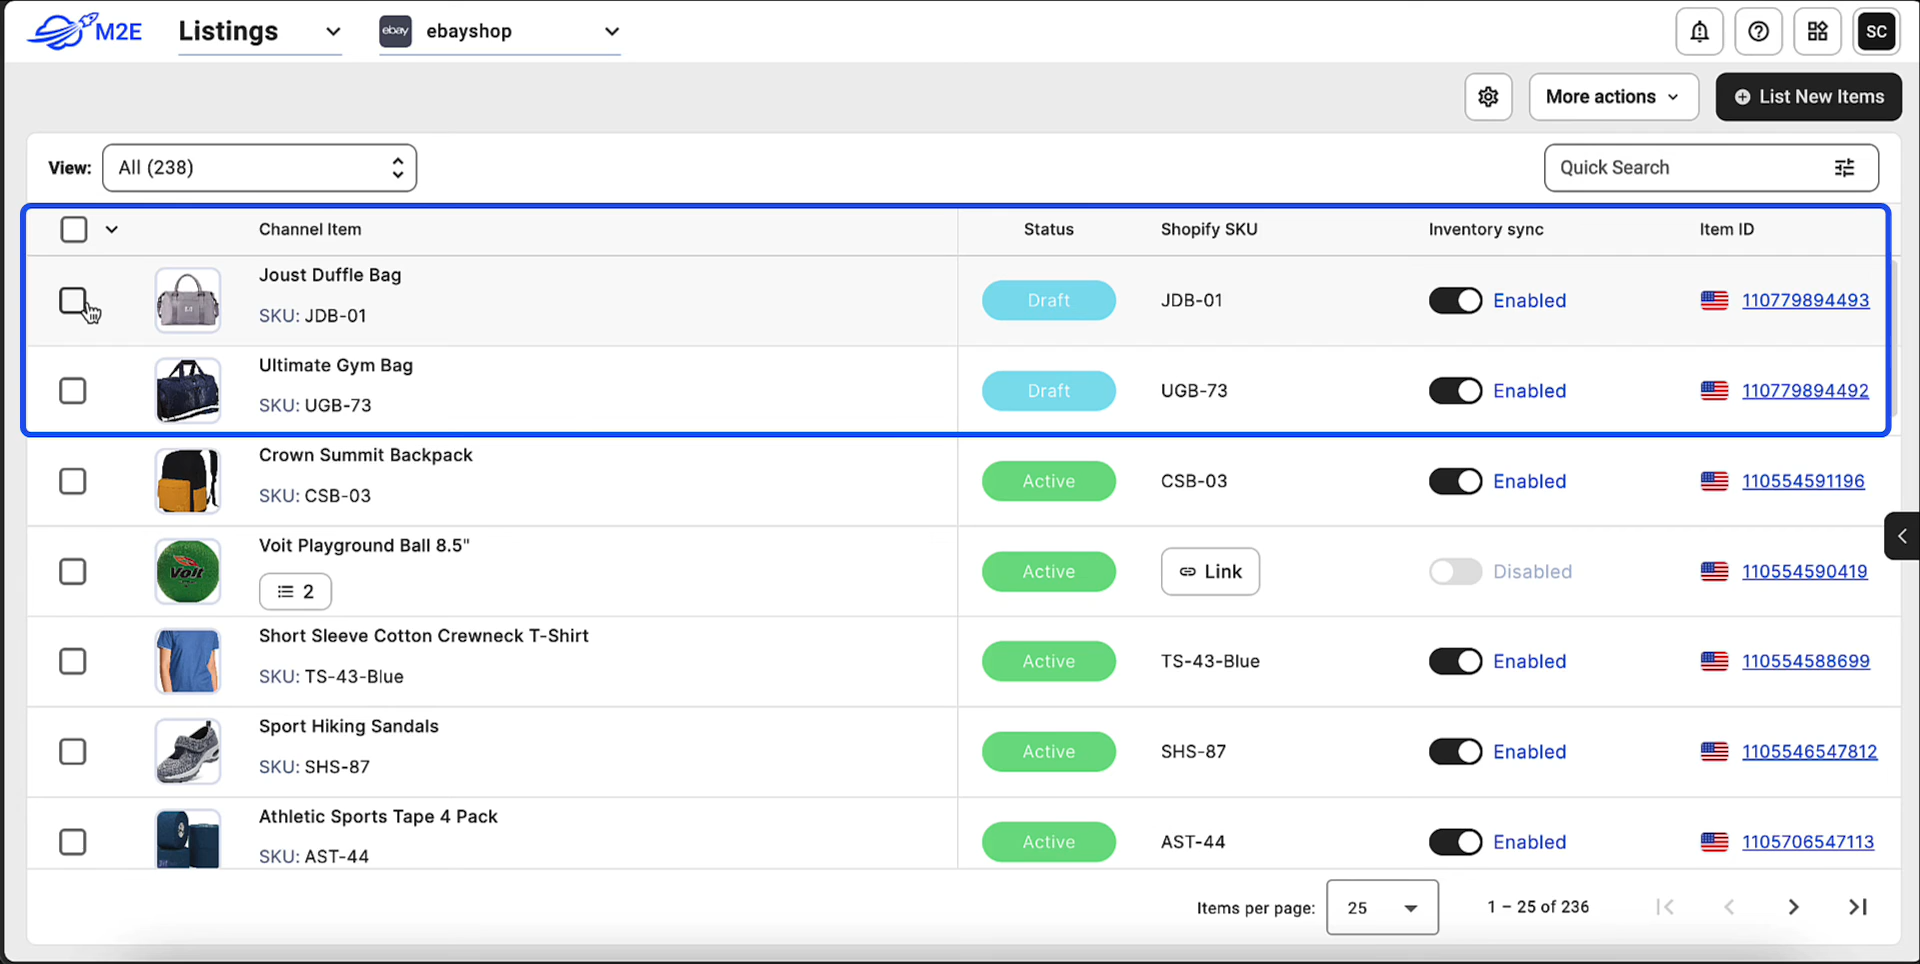 M2E
Listings
ebay
ebayshop
SC
More actions
List New Items
View:
All (238)
Quick Search
Channel Item
Status
Shopify SKU
Inventory sync
Item ID
Joust Duffle Bag
SKU: JDB-01
Draft
JDB-01
Enabled
110779894493
Ultimate Gym Bag
SKU: UGB-73
Draft
UGB-73
Enabled
110779894492
Crown Summit Backpack
SKU: CSB-03
Active
CSB-03
Enabled
110554591196
Voit Playground Ball 8.5"
2
Voit
Active
Link
Disabled
110554590419
Short Sleeve Cotton Crewneck T-Shirt
SKU: TS-43-Blue
Active
TS-43-Blue
Enabled
110554588699
Sport Hiking Sandals
SKU: SHS-87
Active
SHS-87
Enabled
1105546547812
Athletic Sports Tape 4 Pack
SKU: AST-44
Active
AST-44
Enabled
1105706547113
Items per page:
25
1 – 25 of 236